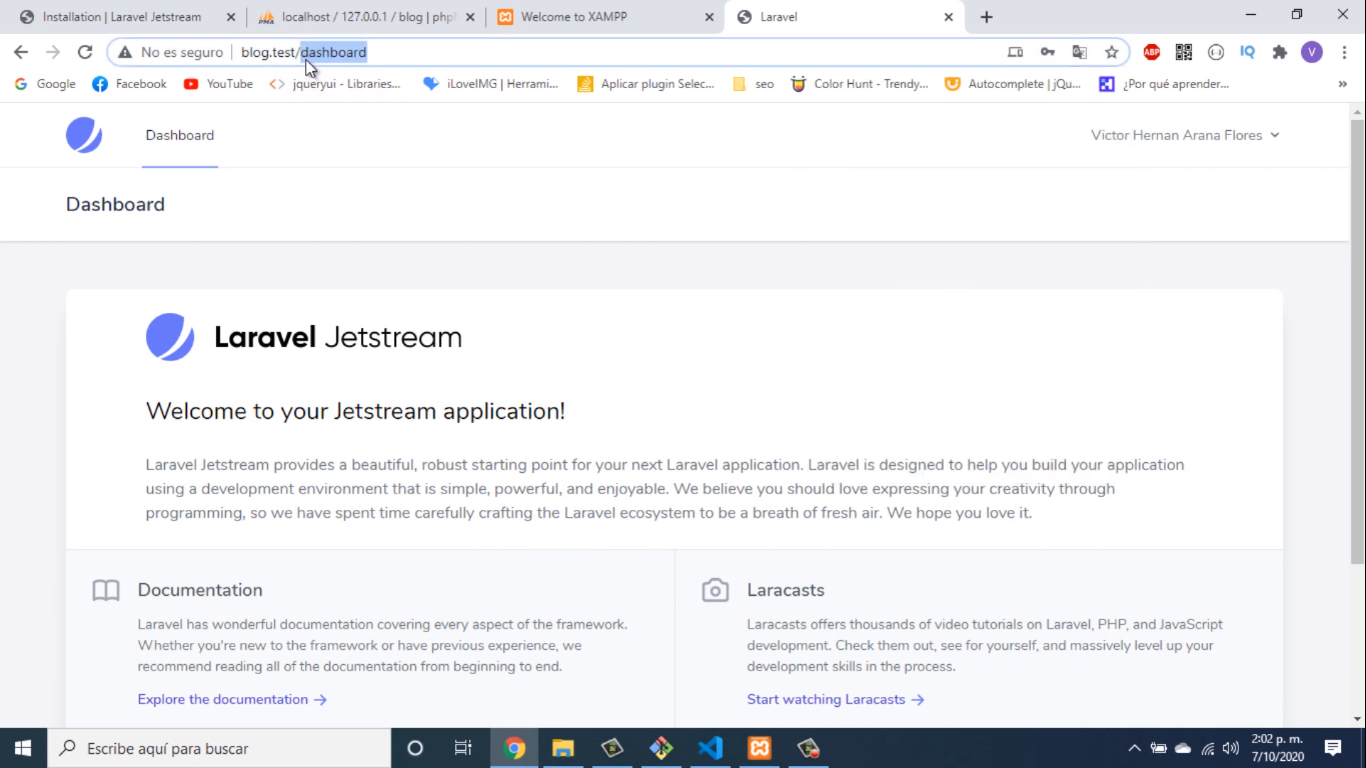 Installation | Laravel Jetstream
localhost / 127.0.0.1 / blog | php
Welcome to XAMPP
Laravel
No es seguro
blog.test/dashboard
ABP
IQ
V
Google
Facebook
YouTube
jqueryui - Libraries...
iLoveIMG | Herrami...
Aplicar plugin Selec...
seo
Color Hunt - Trendy...
Autocomplete | jQu...
¿Por qué aprender...
»
Dashboard
Victor Hernan Arana Flores
Dashboard
Laravel Jetstream
Welcome to your Jetstream application!
Laravel Jetstream provides a beautiful, robust starting point for your next Laravel application. Laravel is designed to help you build your application
using a development environment that is simple, powerful, and enjoyable. We believe you should love expressing your creativity through
programming, so we have spent time carefully crafting the Laravel ecosystem to be a breath of fresh air. We hope you love it.
Documentation
Laravel has wonderful documentation covering every aspect of the framework.
Whether you're new to the framework or have previous experience, we
recommend reading all of the documentation from beginning to end.
Explore the documentation →
Laracasts
Laracasts offers thousands of video tutorials on Laravel, PHP, and JavaScript
development. Check them out, see for yourself, and massively level up your
development skills in the process.
Start watching Laracasts →
Escribe aquí para buscar
2:02 p. m.
7/10/2020